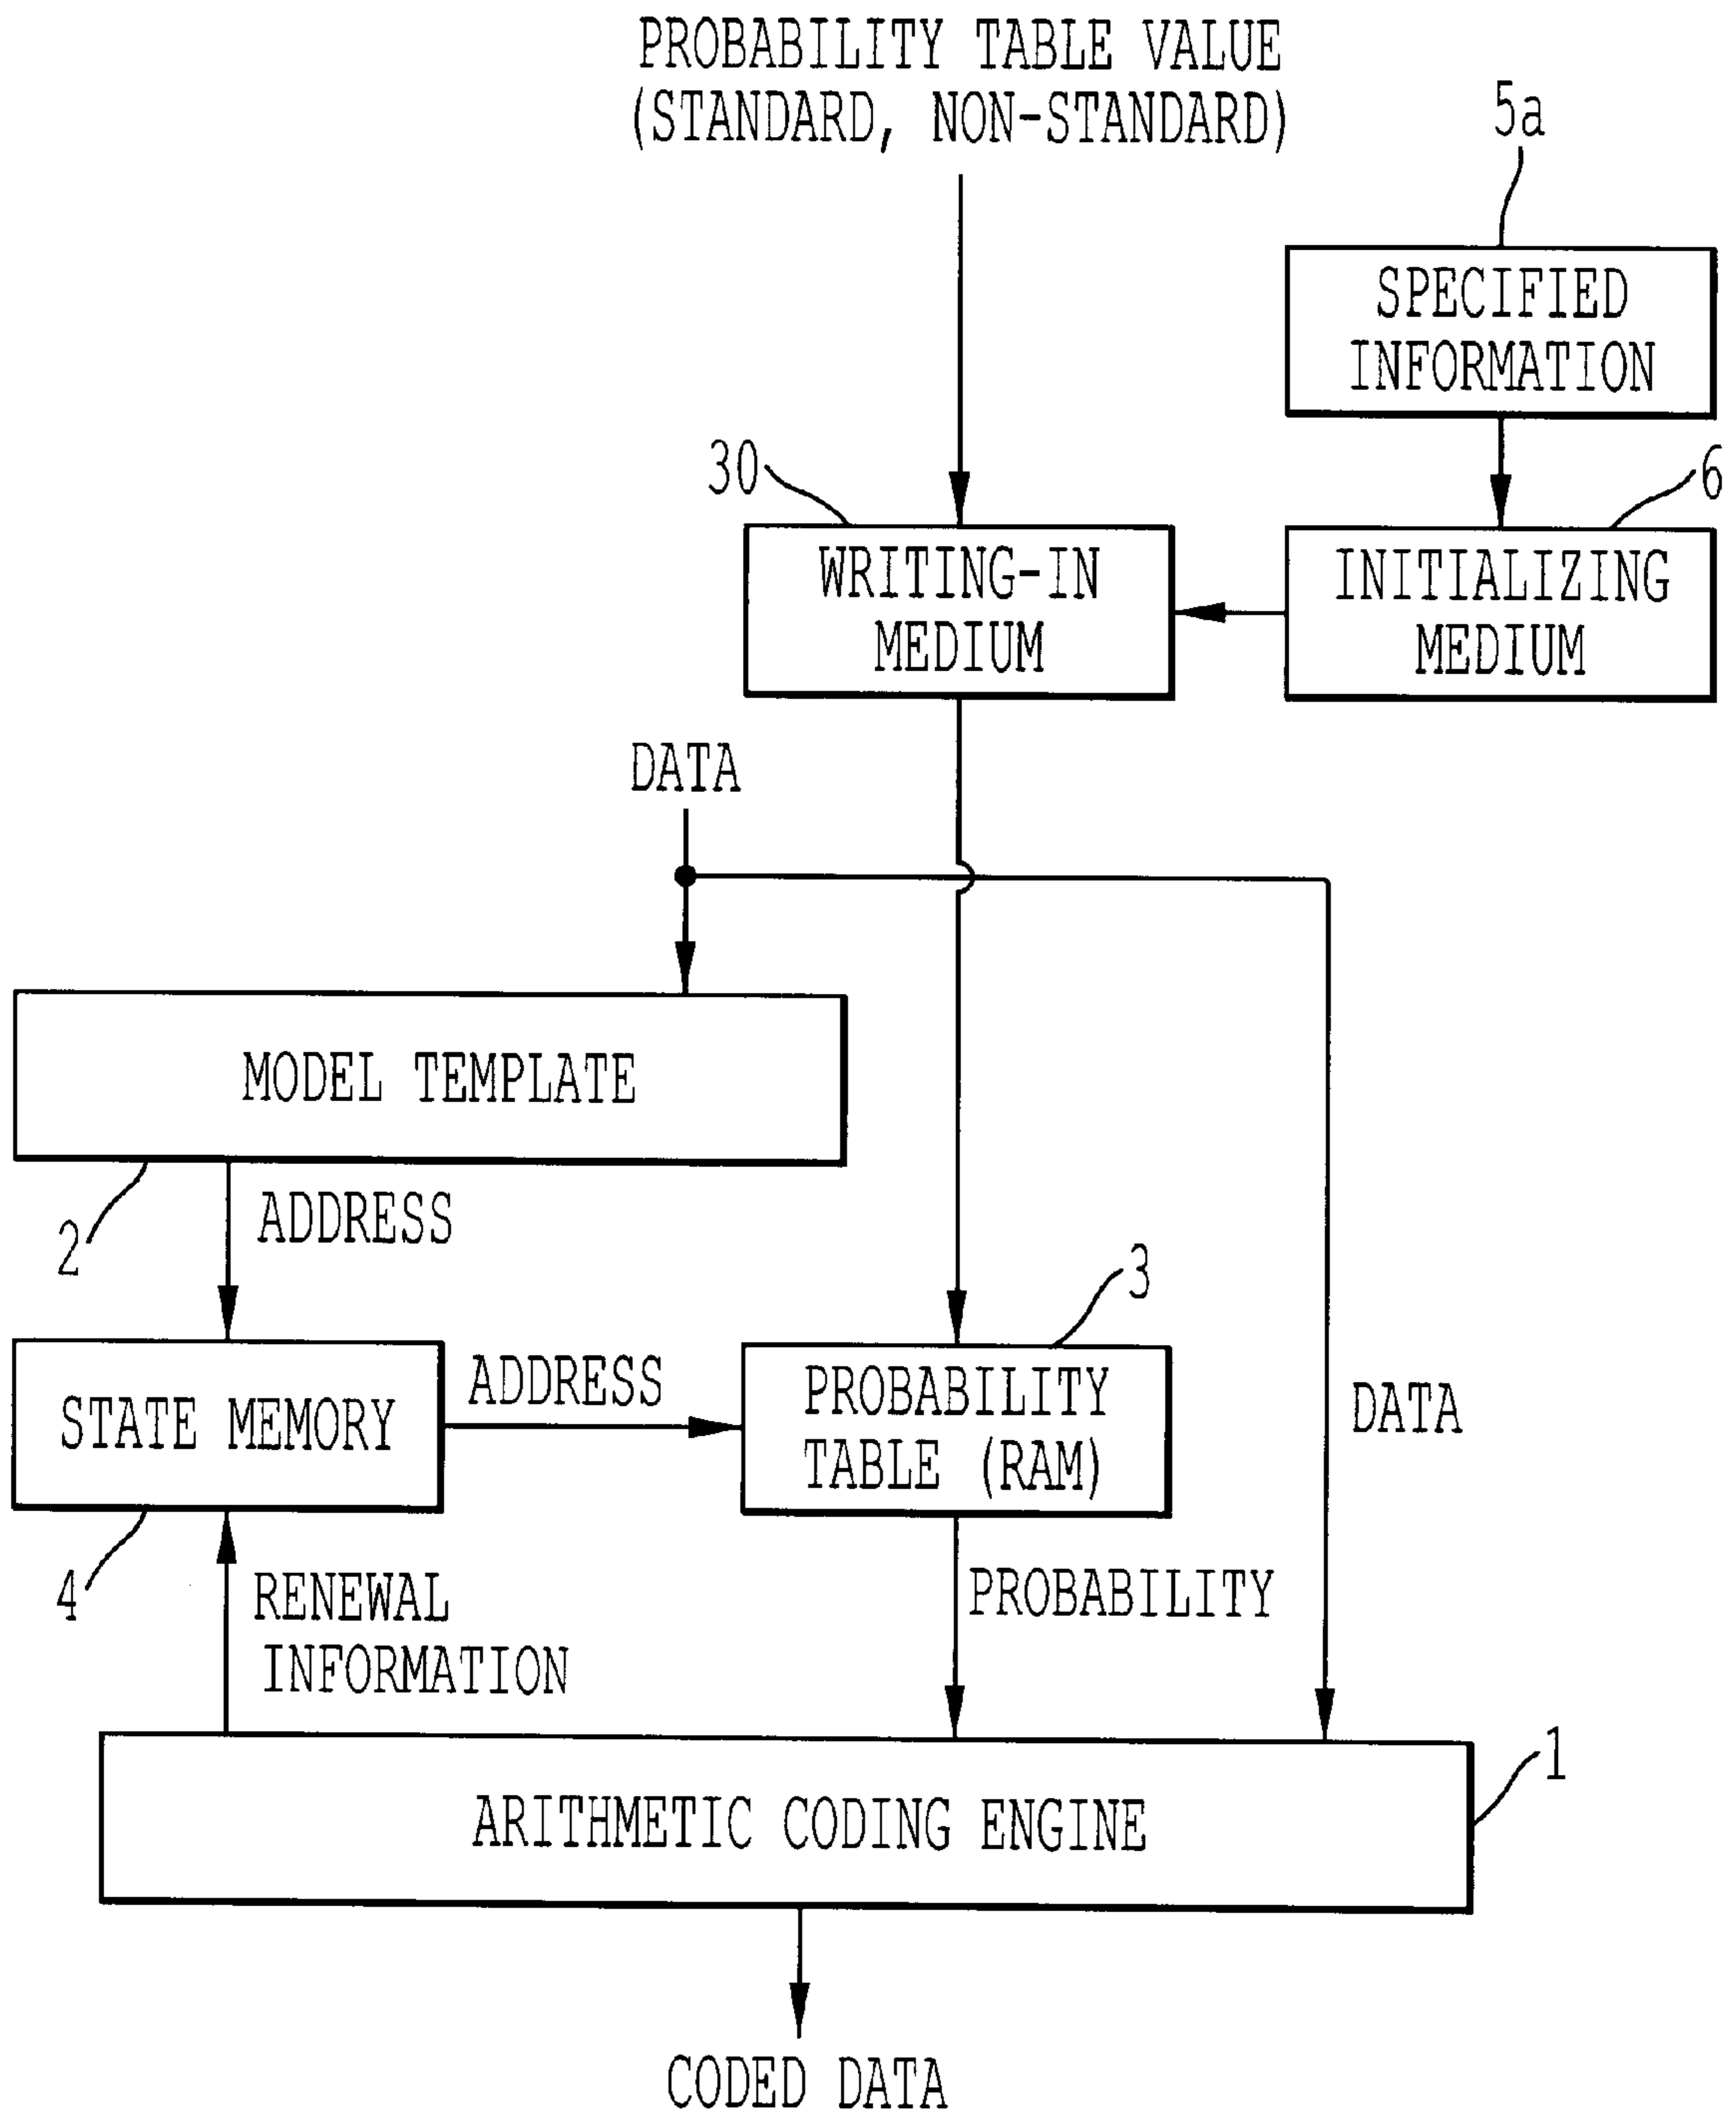 PROBABILITY TABLE VALUE
(STANDARD, NON-STANDARD)
5a
SPECIFIED
INFORMATION
30
6
WRITING-IN
MEDIUM
INITIALIZING
MEDIUM
DATA
MODEL TEMPLATE
2
ADDRESS
3
STATE MEMORY
ADDRESS
PROBABILITY
TABLE (RAM)
DATA
4
RENEWAL
INFORMATION
PROBABILITY
1
ARITHMETIC CODING ENGINE
CODED DATA